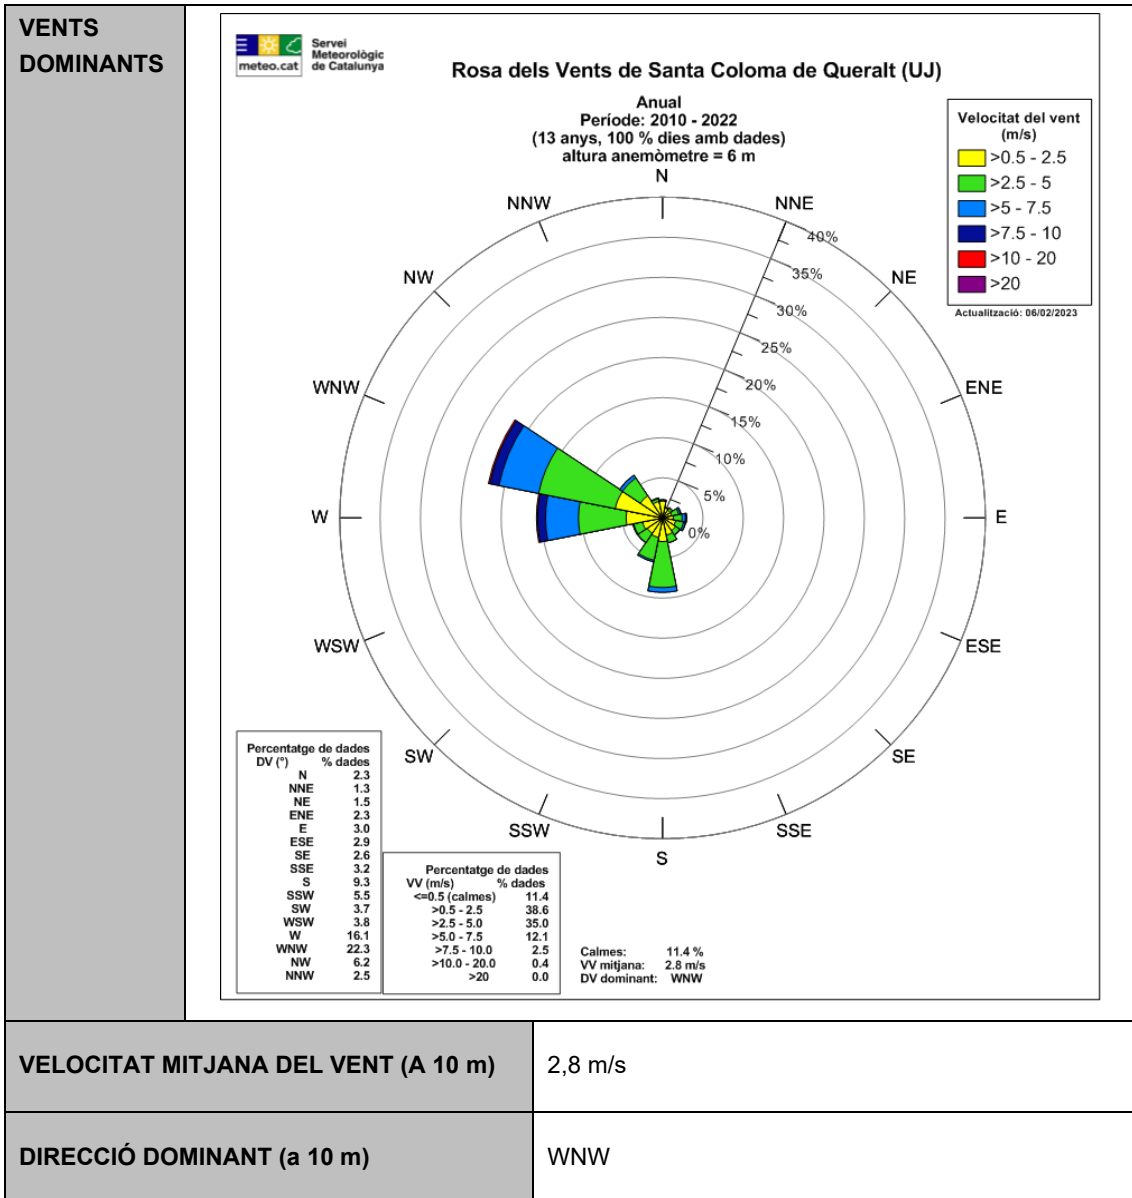 VENTS
DOMINANTS
meteo.cat
Servei
Meteorològic
de Catalunya
Rosa dels Vents de Santa Coloma de Queralt (UJ)
Anual
Període: 2010 - 2022
(13 anys, 100 % dies amb dades)
altura anemòmetre = 6 m
Velocitat del vent
(m/s)
>0.5 - 2.5
>2.5 - 5
>5 - 7.5
>7.5 - 10
>10 - 20
>20
Actualització: 06/02/2023
N
NNE
NE
ENE
E
ESE
SE
SSE
S
SSW
SW
WSW
W
WNW
NW
NNW
40%
35%
30%
25%
20%
15%
10%
5%
0%
Percentatge de dades
DV (°) % dades
N 2.3
NNE 1.3
NE 1.5
ENE 2.3
E 3.0
ESE 2.9
SE 2.6
SSE 3.2
S 9.3
SSW 5.5
SW 3.7
WSW 3.8
W 16.1
WNW 22.3
NW 6.2
NNW 2.5
Percentatge de dades
VV (m/s) % dades
<=0.5 (calmes) 11.4
>0.5 - 2.5 38.6
>2.5 - 5.0 35.0
>5.0 - 7.5 12.1
>7.5 - 10.0 2.5
>10.0 - 20.0 0.4
>20 0.0
Calmes: 11.4 %
VV mitjana: 2.8 m/s
DV dominant: WNW
VELOCITAT MITJANA DEL VENT (A 10 m) 2,8 m/s
DIRECCIÓ DOMINANT (a 10 m) WNW